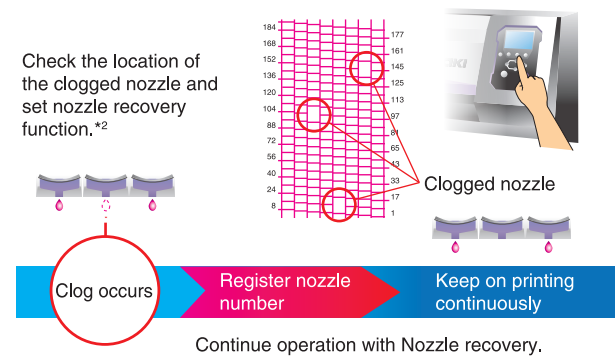 Check the location of
the clogged nozzle and
set nozzle recovery
function.*2
184
168
152
136
120
104
88
72
56
40
24
8
177
161
145
125
113
97
81
65
43
33
17
1
KI
Clogged nozzle
Clog occurs
Register nozzle
number
Keep on printing
continuously
Continue operation with Nozzle recovery.